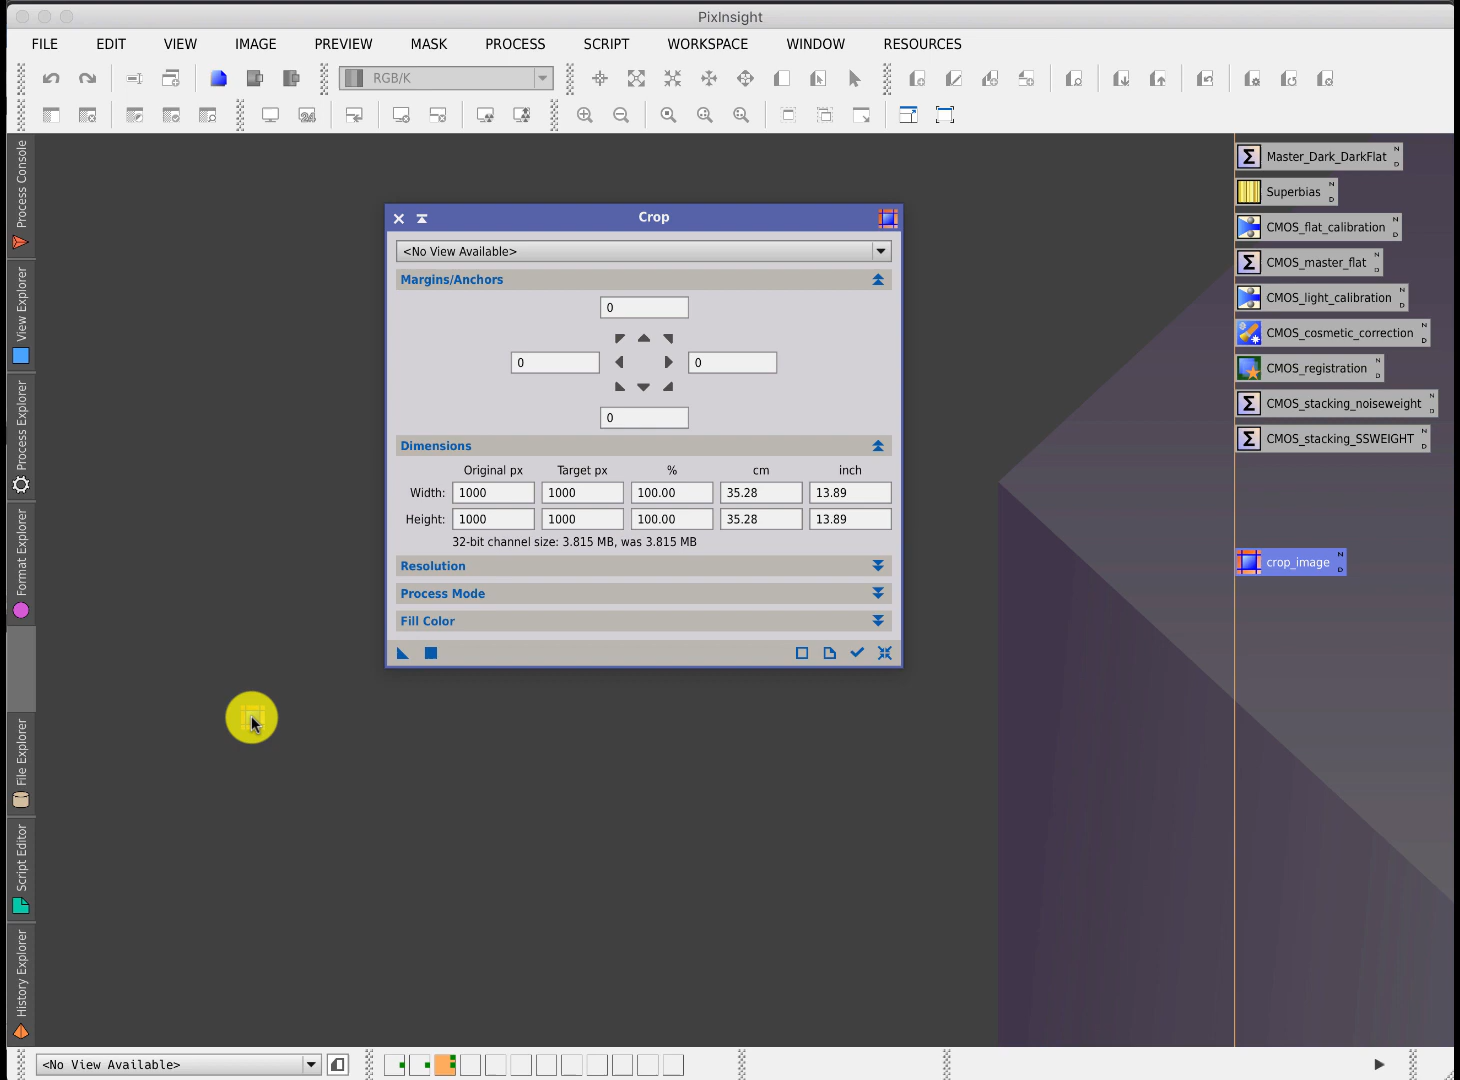 PixInsight
FILE EDIT VIEW IMAGE PREVIEW MASK PROCESS SCRIPT WORKSPACE WINDOW RESOURCES
RGB/K
Process Console
View Explorer
Process Explorer
Format Explorer
File Explorer
Script Editor
History Explorer
Crop
<No View Available>
Margins/Anchors
0
0 0
0
Dimensions
Original px Target px % cm inch
Width: 1000 1000 100.00 35.28 13.89
Height: 1000 1000 100.00 35.28 13.89
32-bit channel size: 3.815 MB, was 3.815 MB
Resolution
Process Mode
Fill Color
Master_Dark_DarkFlat N D
Superbias N D
CMOS_flat_calibration N D
CMOS_master_flat N D
CMOS_light_calibration N D
CMOS_cosmetic_correction N D
CMOS_registration N D
CMOS_stacking_noiseweight N D
CMOS_stacking_SSWEIGHT N D
crop_image N D
<No View Available>